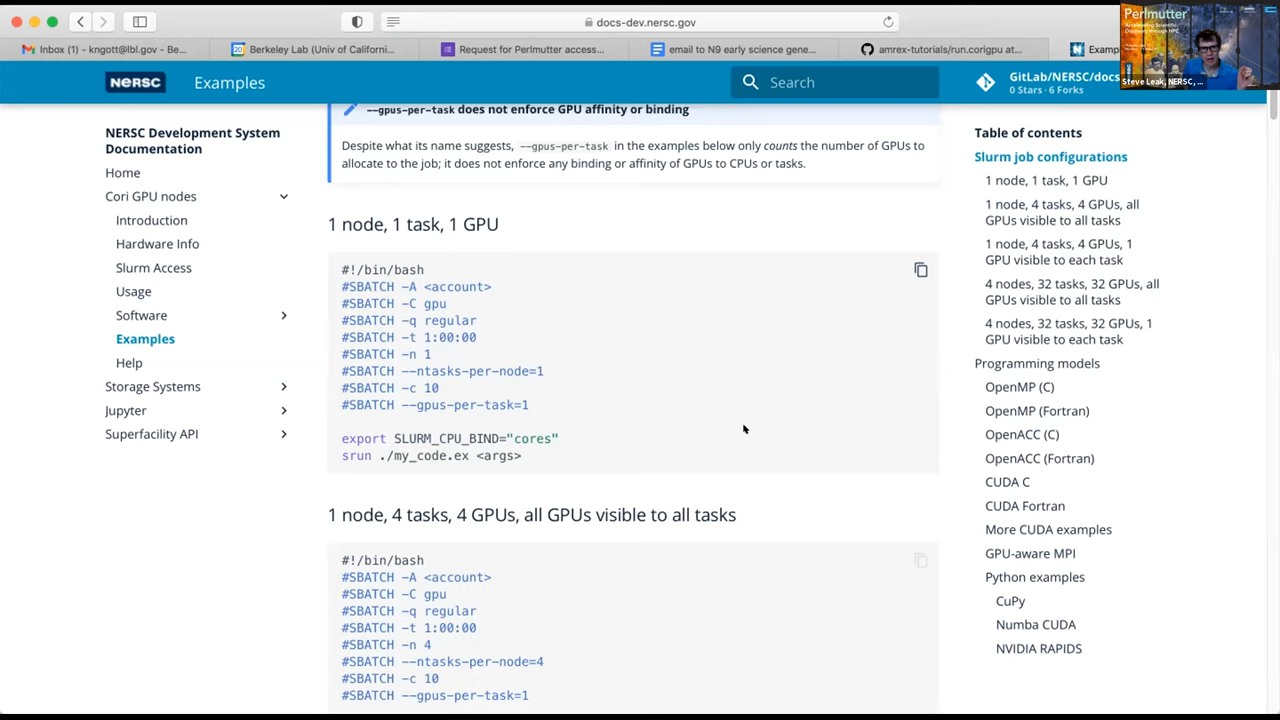 docs-dev.nersc.gov
Inbox (1) - kngott@lbl.gov - Be...
Berkeley Lab (Univ of Californi...
Request for Perlmutter access...
email to N9 early science gene...
amrex-tutorials/run.corigpu at...
Examp
Perlmutter
Accelerating Scientific
Discovery through HPC
Steve Leak, NERSC, ...
NERSC
Examples
Search
GitLab/NERSC/docs
0 Stars · 6 Forks
NERSC Development System
Documentation
Home
Cori GPU nodes
Introduction
Hardware Info
Slurm Access
Usage
Software
Examples
Help
Storage Systems
Jupyter
Superfacility API
--gpus-per-task does not enforce GPU affinity or binding
Despite what its name suggests, --gpus-per-task in the examples below only counts the number of GPUs to
allocate to the job; it does not enforce any binding or affinity of GPUs to CPUs or tasks.
1 node, 1 task, 1 GPU
#!/bin/bash
#SBATCH -A <account>
#SBATCH -C gpu
#SBATCH -q regular
#SBATCH -t 1:00:00
#SBATCH -n 1
#SBATCH --ntasks-per-node=1
#SBATCH -c 10
#SBATCH --gpus-per-task=1
export SLURM_CPU_BIND="cores"
srun ./my_code.ex <args>
1 node, 4 tasks, 4 GPUs, all GPUs visible to all tasks
#!/bin/bash
#SBATCH -A <account>
#SBATCH -C gpu
#SBATCH -q regular
#SBATCH -t 1:00:00
#SBATCH -n 4
#SBATCH --ntasks-per-node=4
#SBATCH -c 10
#SBATCH --gpus-per-task=1
Table of contents
Slurm job configurations
1 node, 1 task, 1 GPU
1 node, 4 tasks, 4 GPUs, all
GPUs visible to all tasks
1 node, 4 tasks, 4 GPUs, 1
GPU visible to each task
4 nodes, 32 tasks, 32 GPUs, all
GPUs visible to all tasks
4 nodes, 32 tasks, 32 GPUs, 1
GPU visible to each task
Programming models
OpenMP (C)
OpenMP (Fortran)
OpenACC (C)
OpenACC (Fortran)
CUDA C
CUDA Fortran
More CUDA examples
GPU-aware MPI
Python examples
CuPy
Numba CUDA
NVIDIA RAPIDS